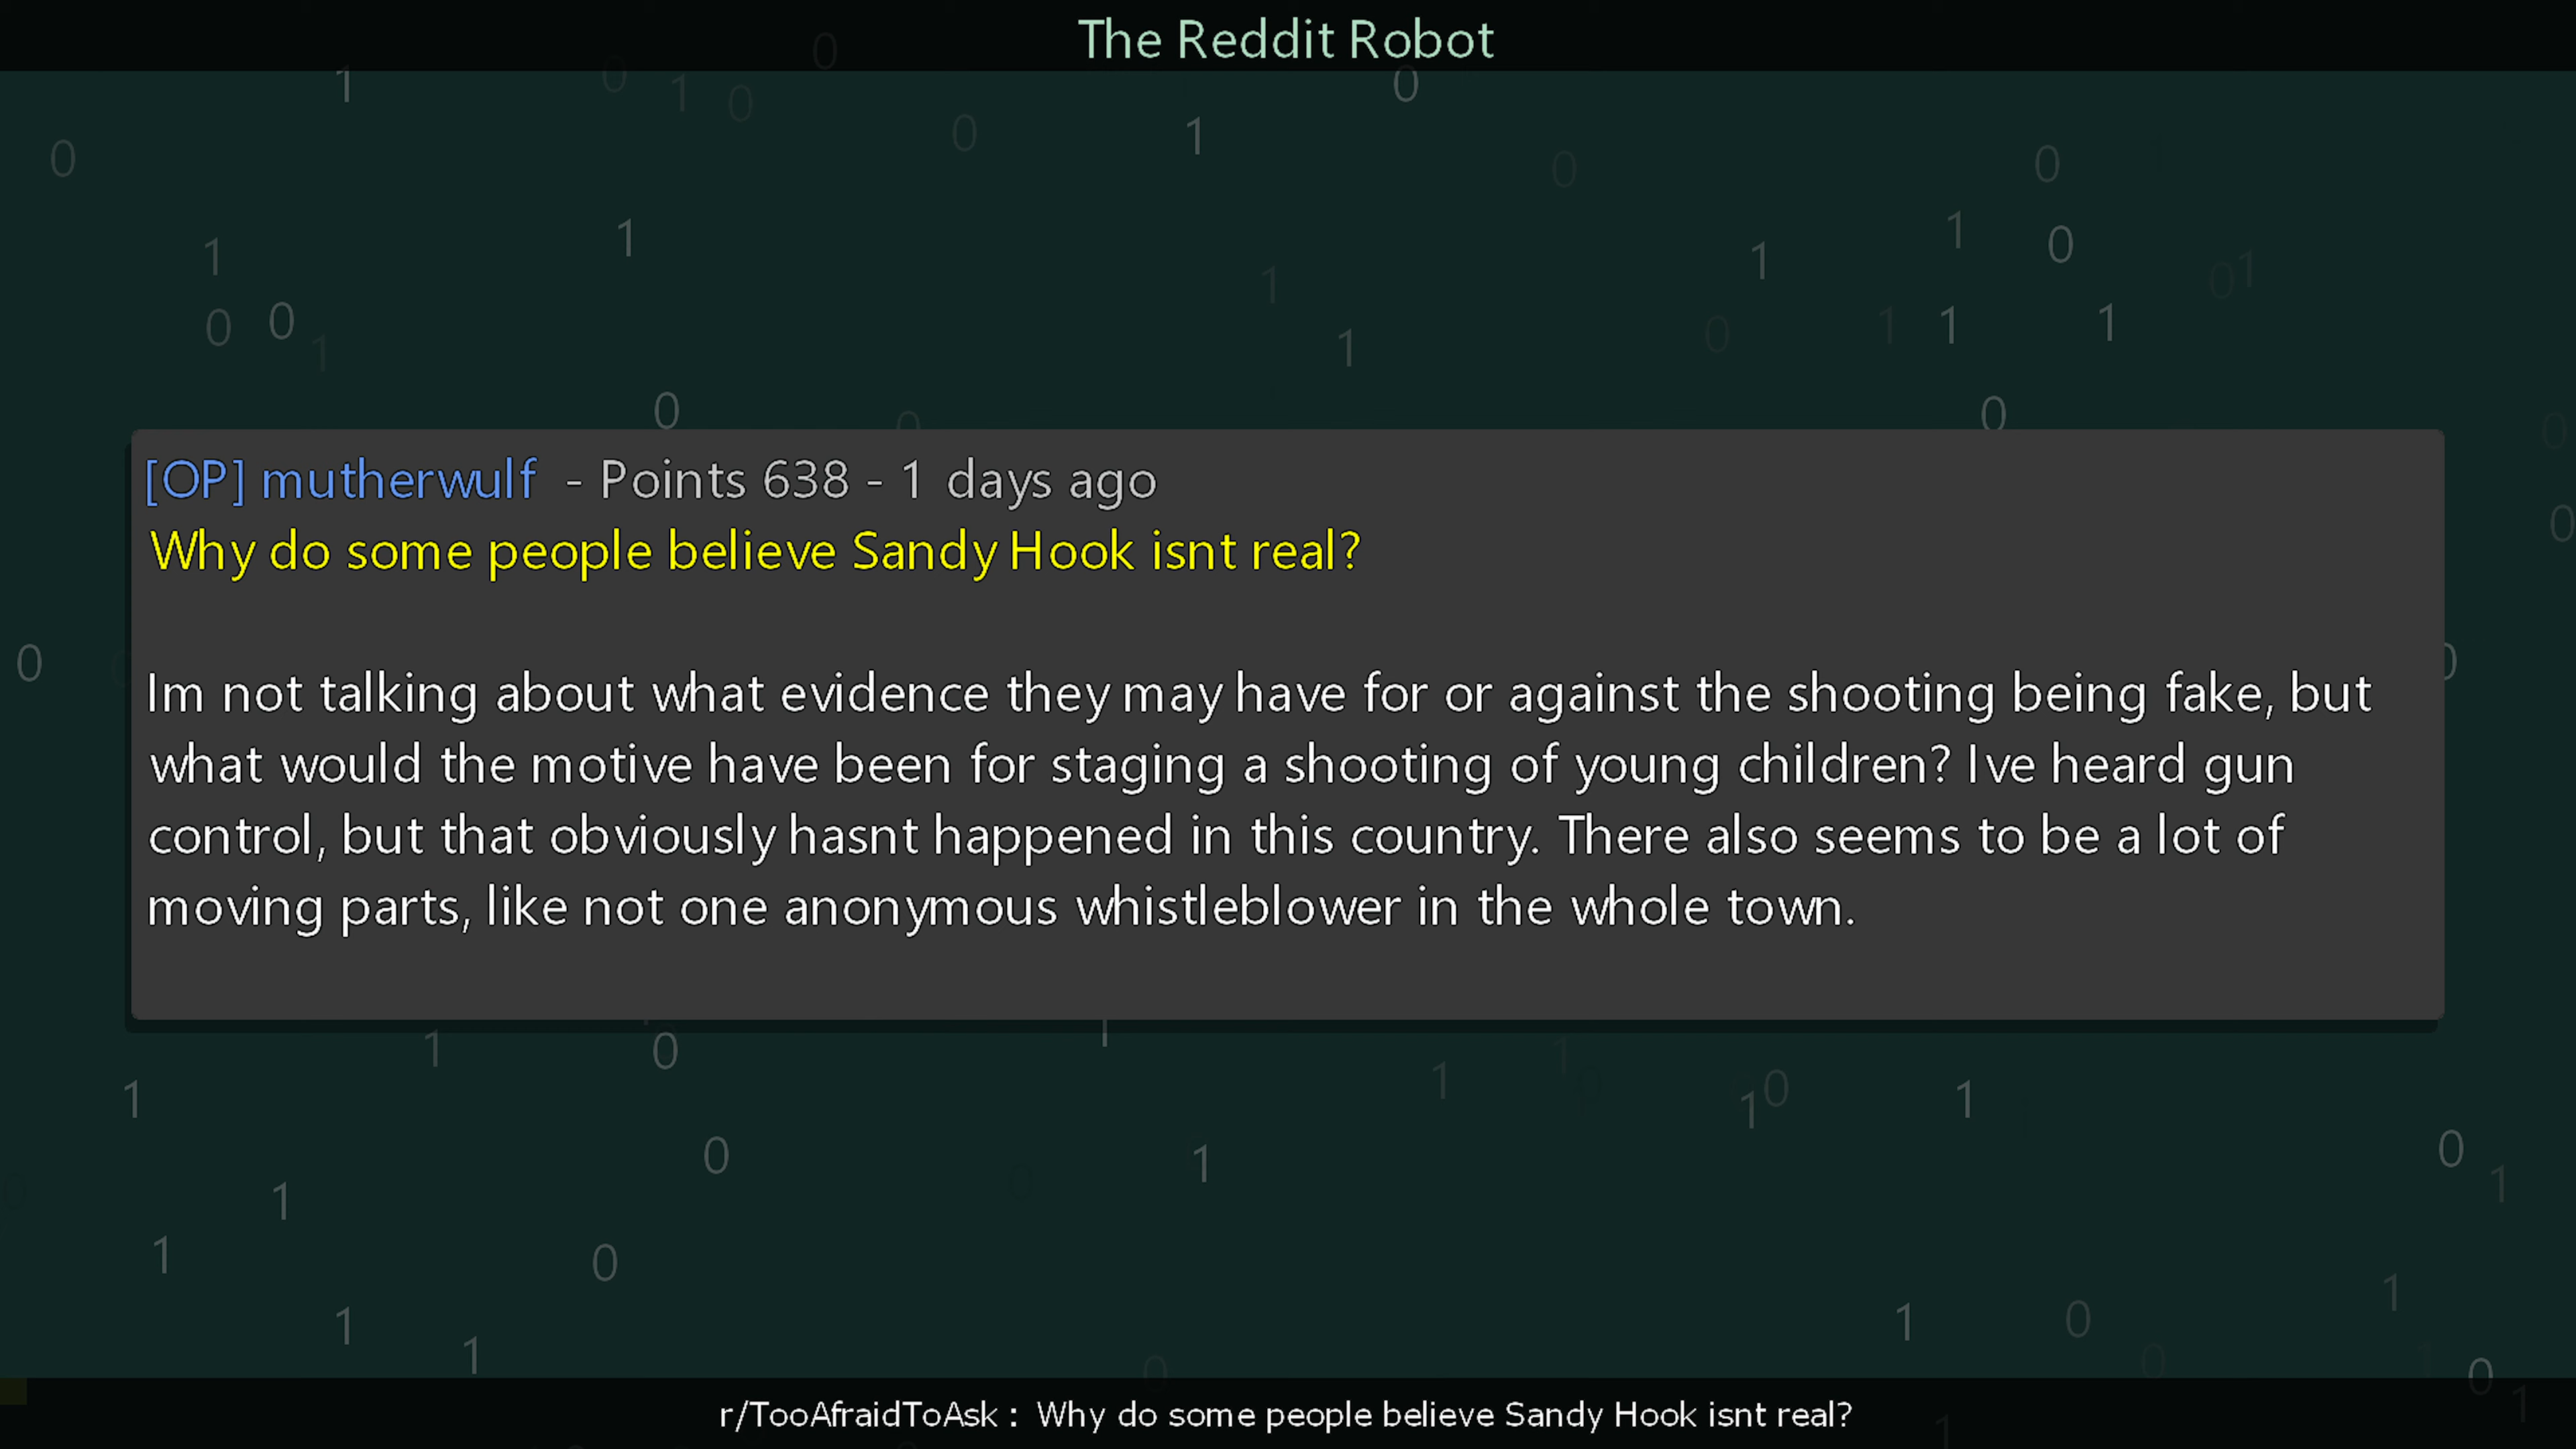 The Reddit Robot
[OP] mutherwulf - Points 638 - 1 days ago
Why do some people believe Sandy Hook isnt real?
Im not talking about what evidence they may have for or against the shooting being fake, but
what would the motive have been for staging a shooting of young children? Ive heard gun
control, but that obviously hasnt happened in this country. There also seems to be a lot of
moving parts, like not one anonymous whistleblower in the whole town.
r/TooAfraidToAsk : Why do some people believe Sandy Hook isnt real?